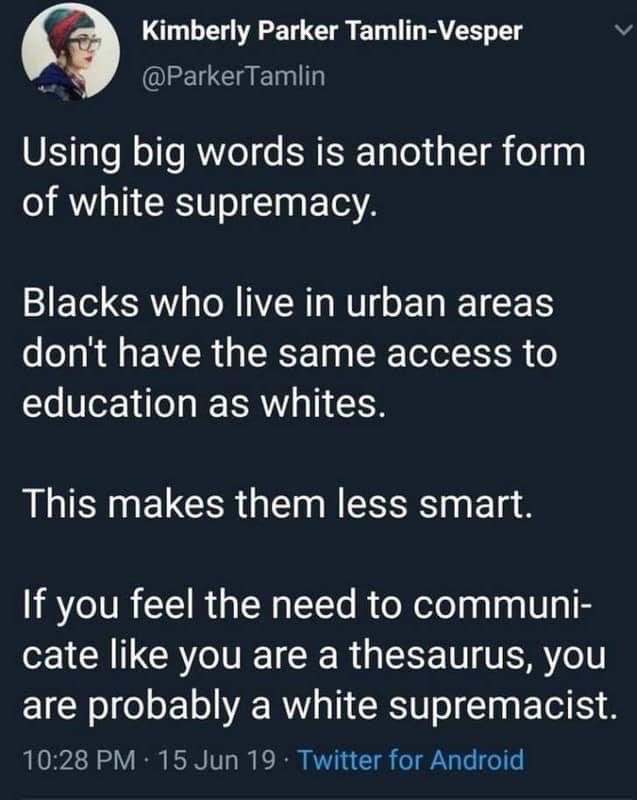 Kimberly Parker Tamlin-Vesper
@ParkerTamlin
Using big words is another form
of white supremacy.
Blacks who live in urban areas
don't have the same access to
education as whites.
This makes them less smart.
If you feel the need to communi-
cate like you are a thesaurus, you
are probably a white supremacist.
10:28 PM · 15 Jun 19 · Twitter for Android